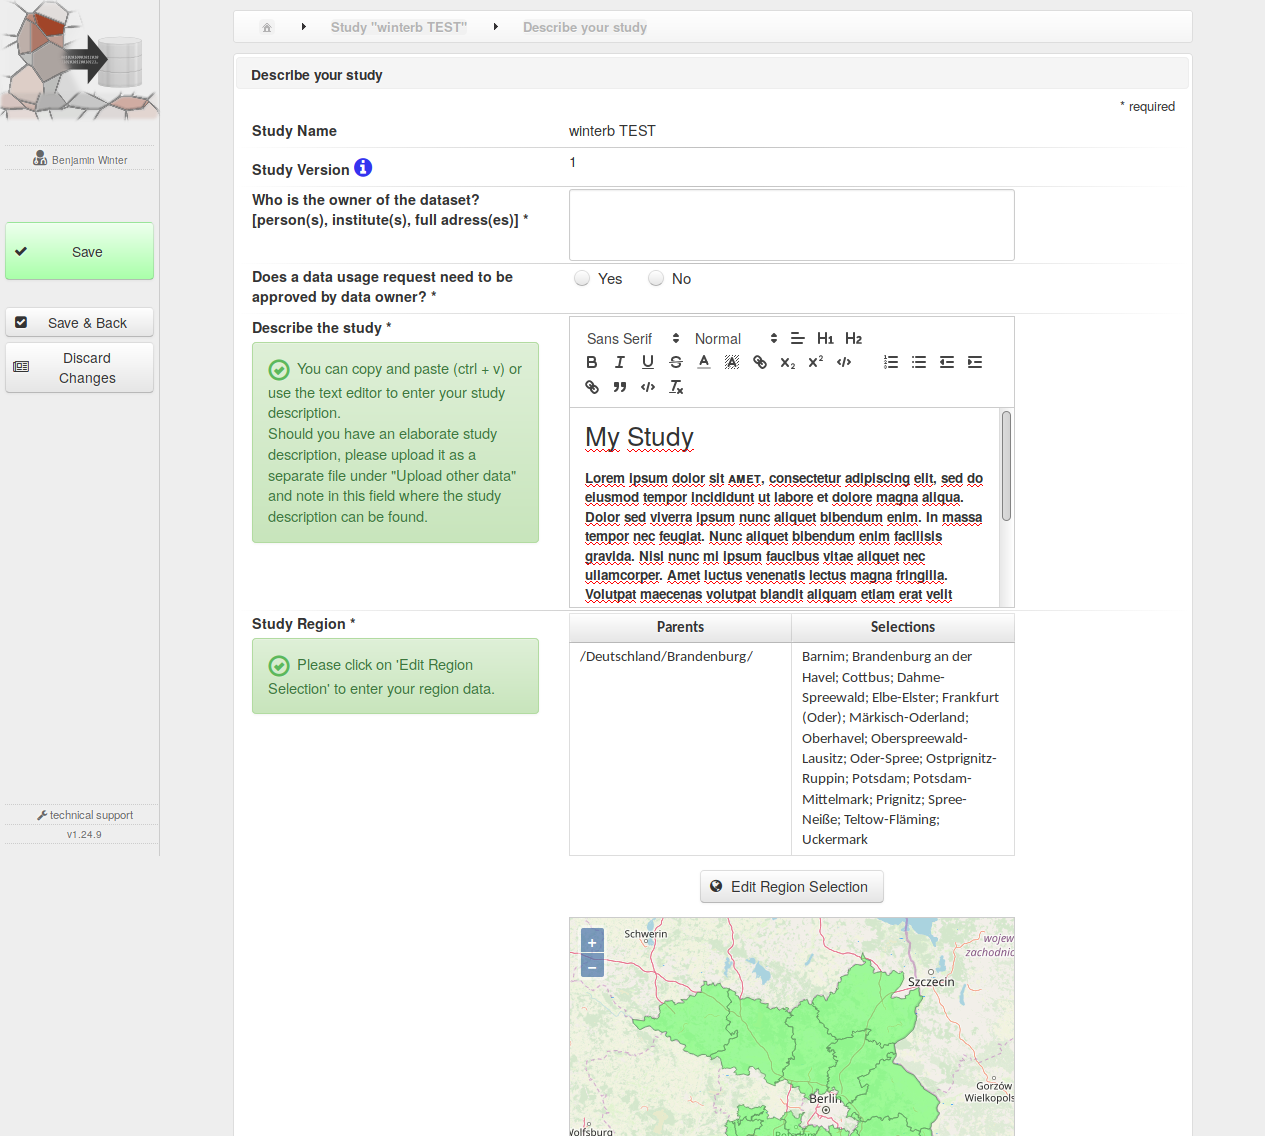 Study "winterb TEST"
Describe your study
Describe your study
* required
Study Name
winterb TEST
Study Version
1
Who is the owner of the dataset?
[person(s), institute(s), full adress(es)] *
Does a data usage request need to be
approved by data owner? *
Yes
No
Describe the study *
You can copy and paste (ctrl + v) or
use the text editor to enter your study
description.
Should you have an elaborate study
description, please upload it as a
separate file under "Upload other data"
and note in this field where the study
description can be found.
Sans Serif
Normal
H1 H2
My Study
Lorem ipsum dolor sit AMET, consectetur adipiscing elit, sed do
eiusmod tempor incididunt ut labore et dolore magna aliqua.
Dolor sed viverra ipsum nunc aliquet bibendum enim. In massa
tempor nec feugiat. Nunc aliquet bibendum enim facilisis
gravida. Nisl nunc mi ipsum faucibus vitae aliquet nec
ullamcorper. Amet luctus venenatis lectus magna fringilla.
Volutpat maecenas volutpat blandit aliquam etiam erat velit
Study Region *
Please click on 'Edit Region
Selection' to enter your region data.
Parents
Selections
/Deutschland/Brandenburg/
Barnim; Brandenburg an der
Havel; Cottbus; Dahme-
Spreewald; Elbe-Elster; Frankfurt
(Oder); Märkisch-Oderland;
Oberhavel; Oberspreewald-
Lausitz; Oder-Spree; Ostprignitz-
Ruppin; Potsdam; Potsdam-
Mittelmark; Prignitz; Spree-
Neiße; Teltow-Fläming;
Uckermark
Edit Region Selection
Schwerin
wojew
zachodnio
Szczecin
Gorzów
Wielkopols
Berlin
Wolfsburg
Benjamin Winter
Save
Save & Back
Discard
Changes
technical support
v1.24.9